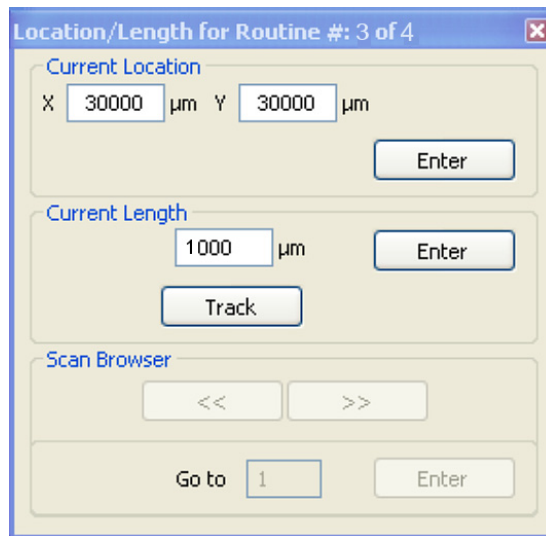 Location/Length for Routine #: 3 of 4
Current Location
X 30000 µm Y 30000 µm
Enter
Current Length
1000 µm Enter
Track
Scan Browser
<< >>
Go to 1 Enter